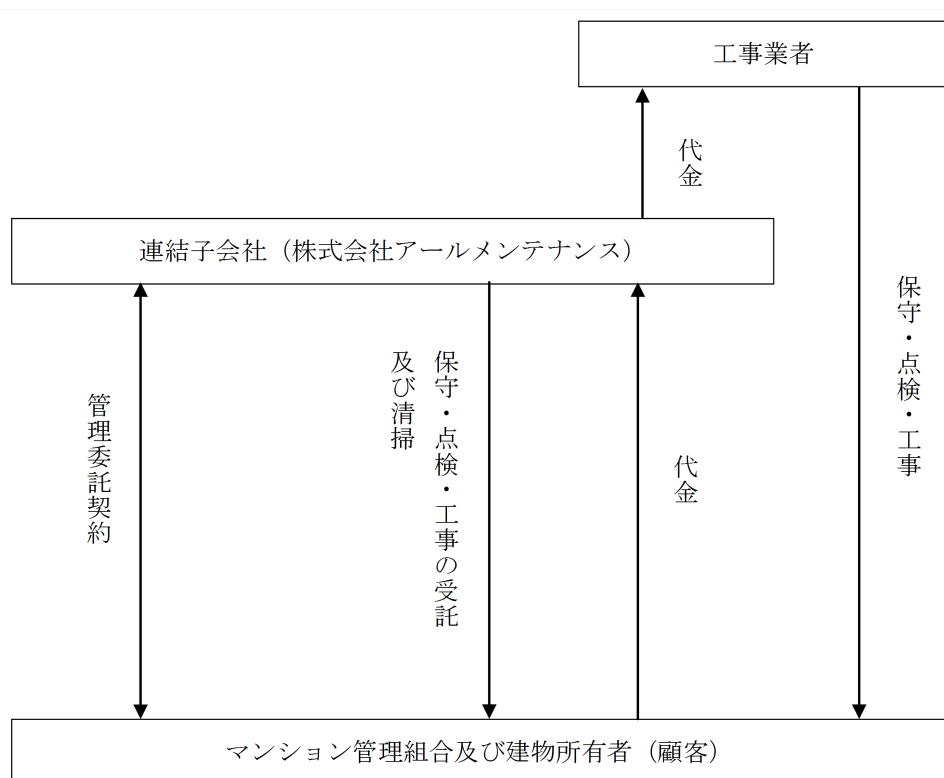 工事業者
代金
連結子会社（株式会社アールメンテナンス）
管理委託契約
保守・点検・工事の受託
及び清掃
代金
保守・点検・工事
マンション管理組合及び建物所有者（顧客）